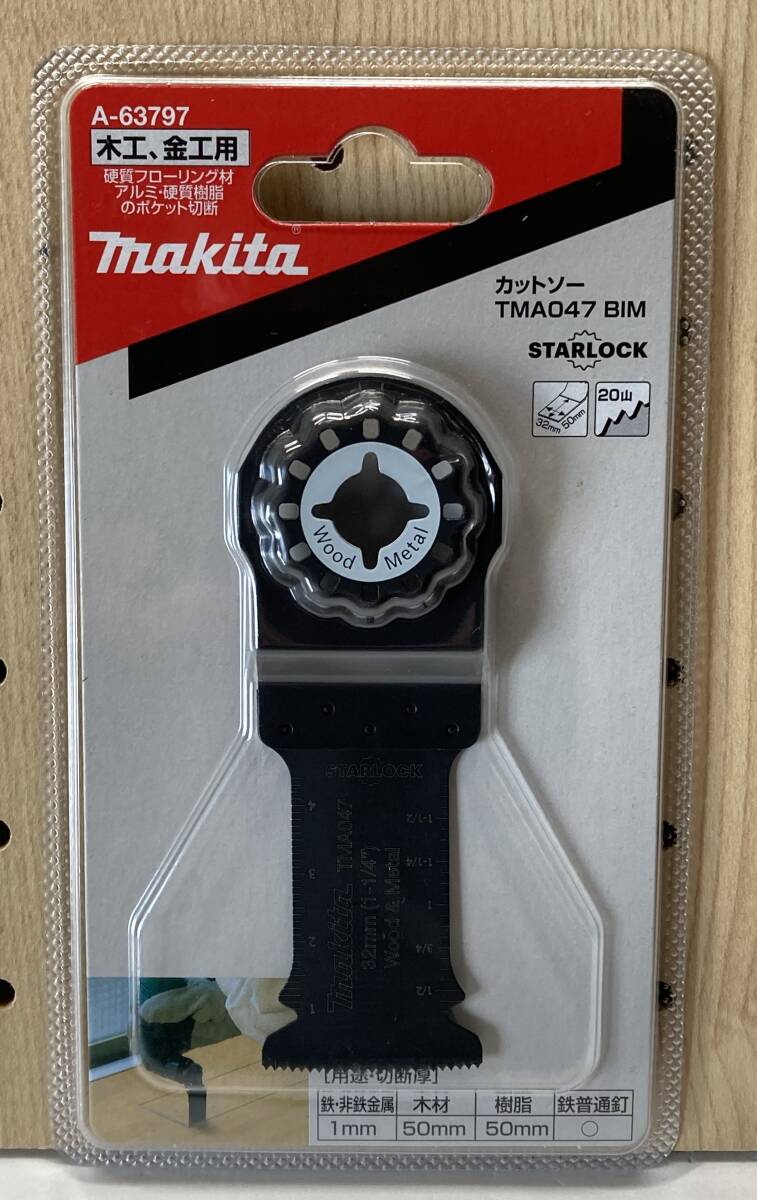 A-63797
木工、金工用
硬質フローリング材
アルミ・硬質樹脂
のポケット切断
makita®
カットソー
TMA047 BIM
STARLOCK
32mm 50mm
20山
Wood Metal
STARLOCK
makita TMA047
32mm (1-1/4")
Wood & Metal
4
3
2
1
1-1/2
1-1/4
1
3/4
1/2
[用途・切断厚]
鉄・非鉄金属 木材 樹脂 鉄普通釘
1mm 50mm 50mm ○